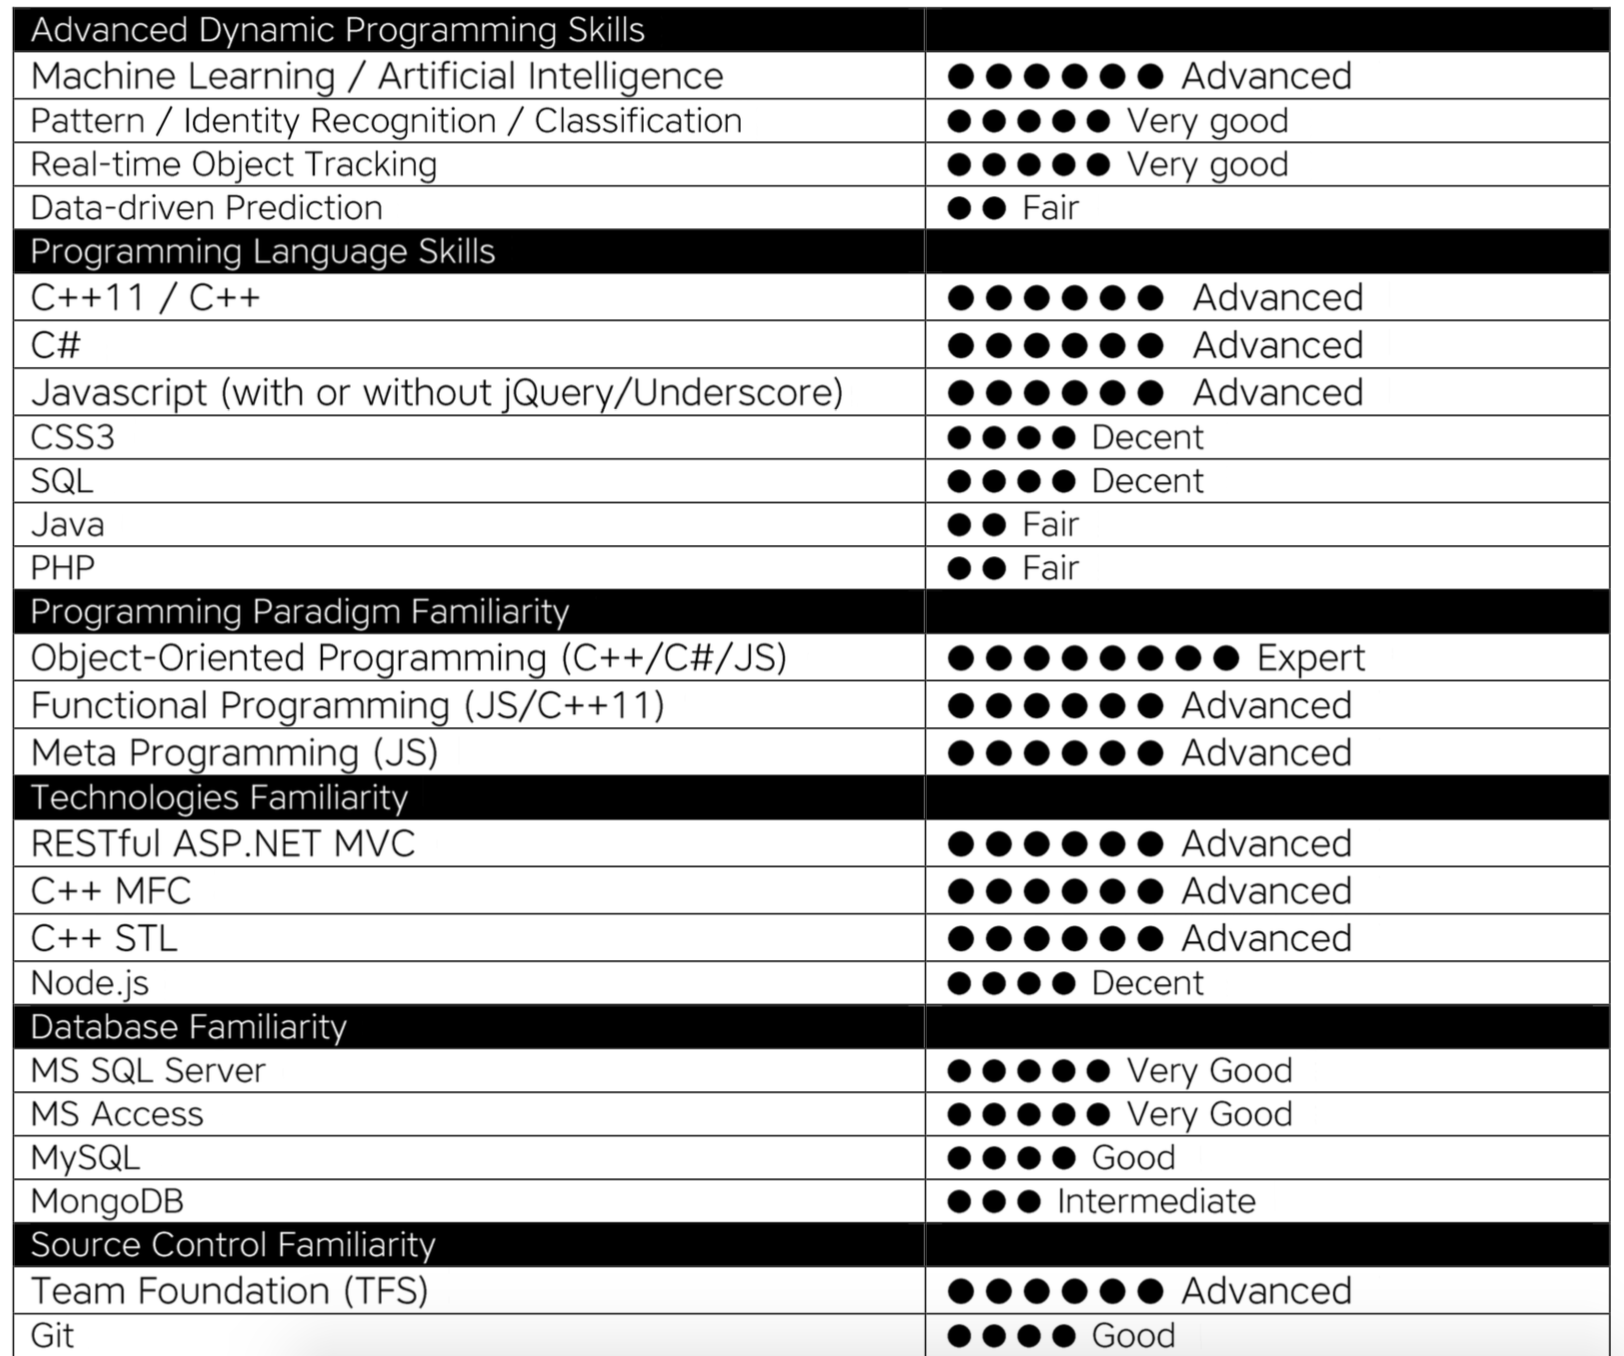 Advanced Dynamic Programming Skills
Machine Learning / Artificial Intelligence ●●●●●● Advanced
Pattern / Identity Recognition / Classification ●●●●● Very good
Real-time Object Tracking ●●●●● Very good
Data-driven Prediction ●● Fair
Programming Language Skills
C++11 / C++ ●●●●●● Advanced
C# ●●●●●● Advanced
Javascript (with or without jQuery/Underscore) ●●●●●● Advanced
CSS3 ●●●● Decent
SQL ●●●● Decent
Java ●● Fair
PHP ●● Fair
Programming Paradigm Familiarity
Object-Oriented Programming (C++/C#/JS) ●●●●●●●● Expert
Functional Programming (JS/C++11) ●●●●●● Advanced
Meta Programming (JS) ●●●●●● Advanced
Technologies Familiarity
RESTful ASP.NET MVC ●●●●●● Advanced
C++ MFC ●●●●●● Advanced
C++ STL ●●●●●● Advanced
Node.js ●●●● Decent
Database Familiarity
MS SQL Server ●●●●● Very Good
MS Access ●●●●● Very Good
MySQL ●●●● Good
MongoDB ●●● Intermediate
Source Control Familiarity
Team Foundation (TFS) ●●●●●● Advanced
Git ●●●● Good